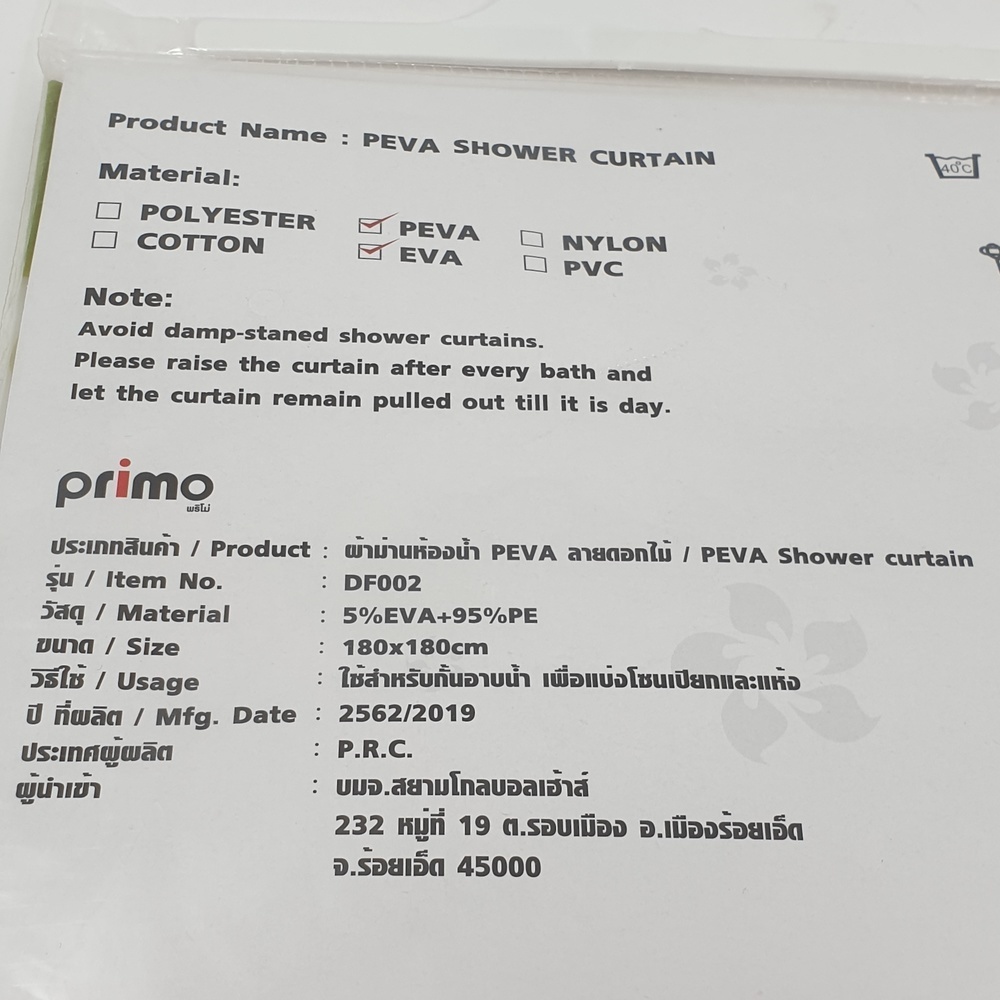 Product Name : PEVA SHOWER CURTAIN
40°C
Material:
POLYESTER PEVA NYLON
COTTON EVA PVC
Note:
Avoid damp-staned shower curtains.
Please raise the curtain after every bath and
let the curtain remain pulled out till it is day.
primo
พรีโม่
ประเภทสินค้า / Product : ผ้าม่านห้องน้ำ PEVA ลายดอกไม้ / PEVA Shower curtain
รุ่น / Item No. : DF002
วัสดุ / Material : 5%EVA+95%PE
ขนาด / Size : 180x180cm
วิธีใช้ / Usage : ใช้สำหรับกั้นอาบน้ำ เพื่อแบ่งโซนเปียกและแห้ง
ปี ที่ผลิต / Mfg. Date : 2562/2019
ประเทศผู้ผลิต : P.R.C.
ผู้นำเข้า : บมจ.สยามโกลบอลเฮ้าส์
232 หมู่ที่ 19 ต.รอบเมือง อ.เมืองร้อยเอ็ด
จ.ร้อยเอ็ด 45000